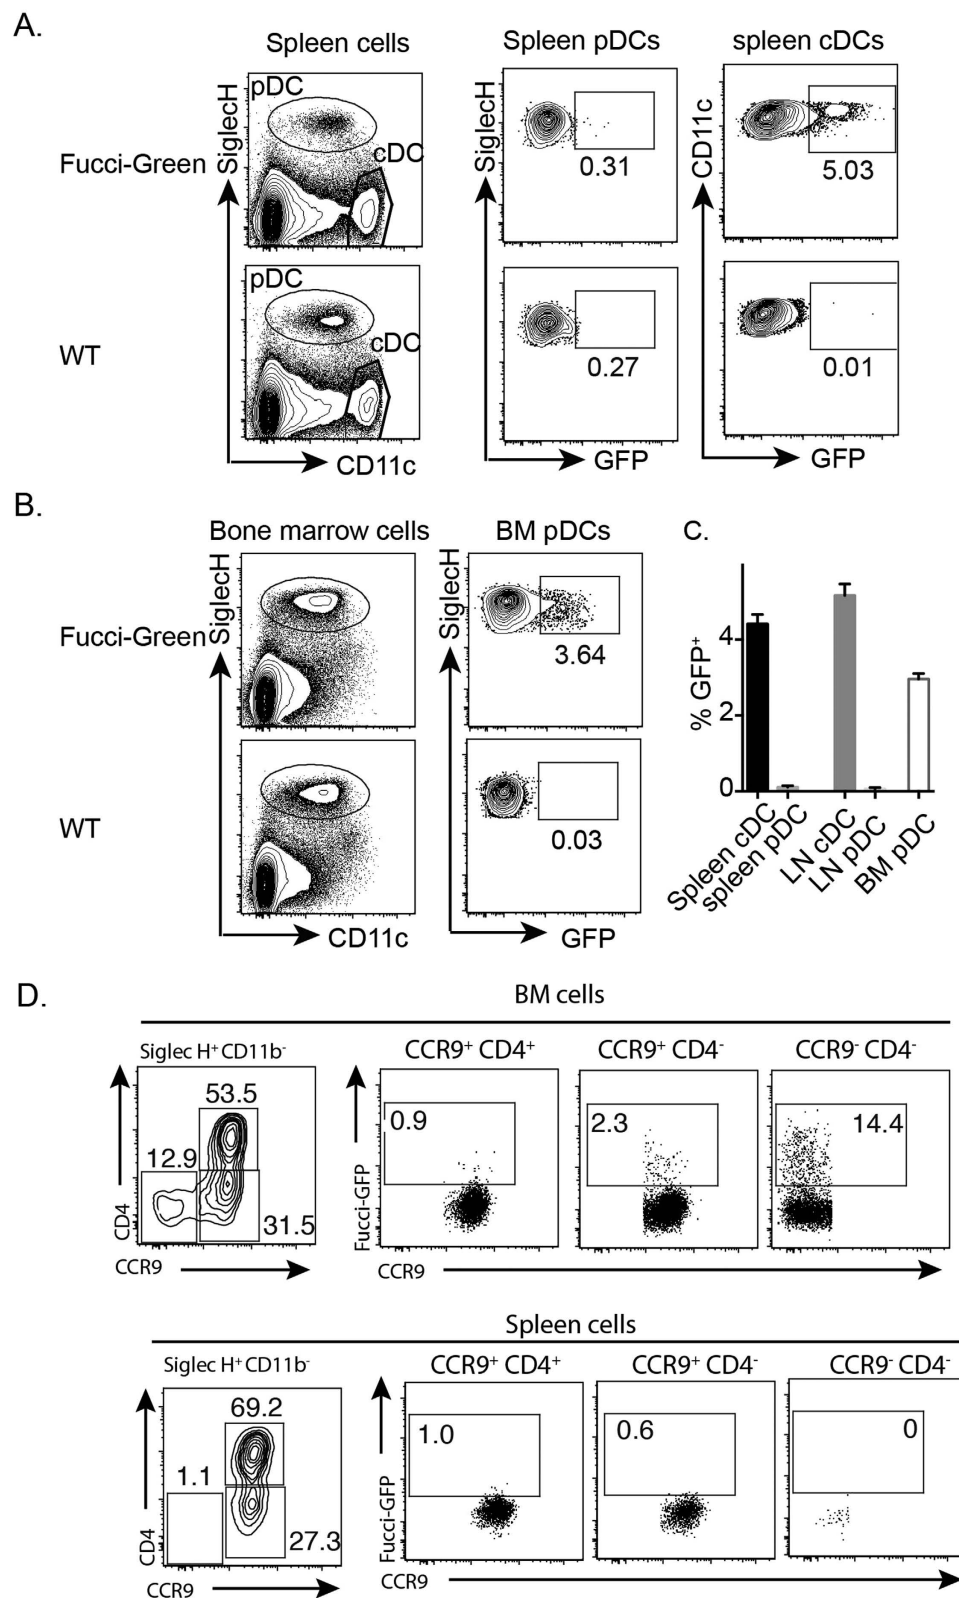 A.
Spleen cells
Spleen pDCs
spleen cDCs
Fucci-Green
SiglecH
pDC
cDC
SiglecH
0.31
CD11c
5.03
WT
pDC
cDC
0.27
0.01
CD11c
GFP
GFP
B.
Bone marrow cells
BM pDCs
C.
Fucci-Green
SiglecH
SiglecH
3.64
WT
0.03
CD11c
GFP
% GFP⁺
4
2
0
Spleen cDC
spleen pDC
LN cDC
LN pDC
BM pDC
D.
BM cells
Siglec H⁺ CD11b⁻
CCR9⁺ CD4⁺
CCR9⁺ CD4⁻
CCR9⁻ CD4⁻
53.5
12.9
31.5
CD4
CCR9
Fucci-GFP
0.9
2.3
14.4
CCR9
Spleen cells
Siglec H⁺ CD11b⁻
CCR9⁺ CD4⁺
CCR9⁺ CD4⁻
CCR9⁻ CD4⁻
69.2
1.1
27.3
CD4
CCR9
Fucci-GFP
1.0
0.6
0
CCR9